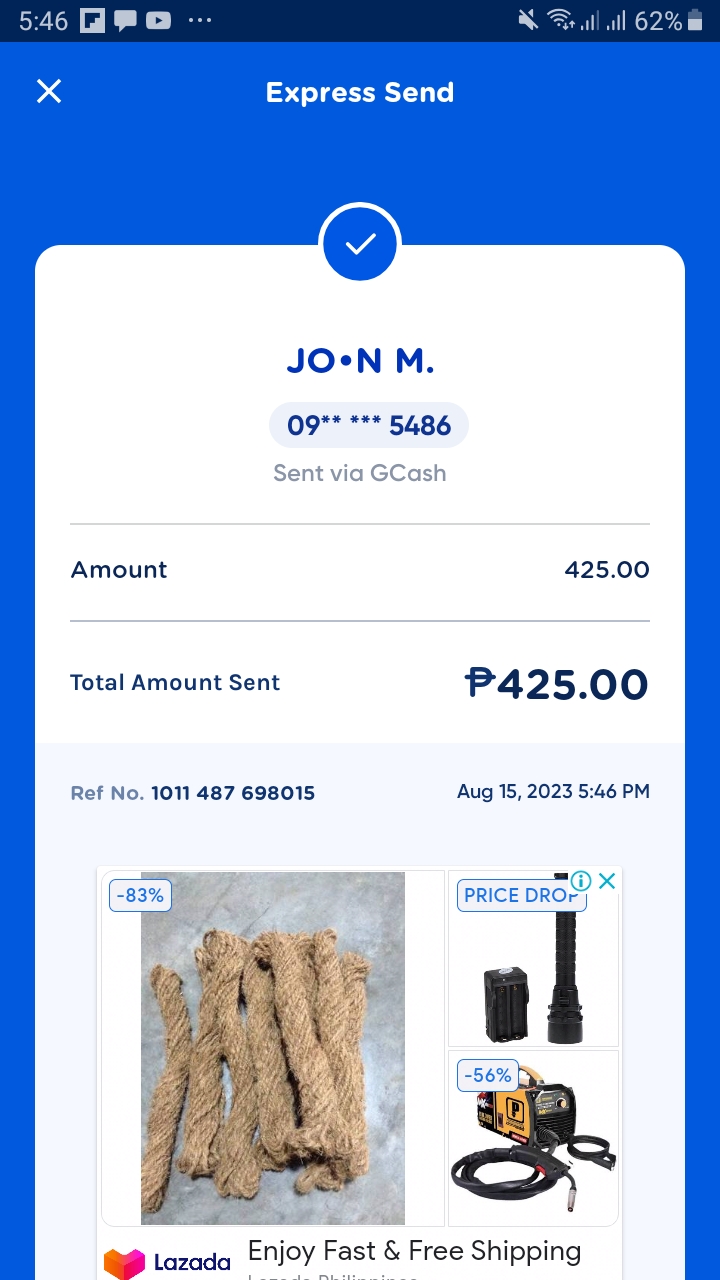 5:46 62%
Express Send
JO•N M.
09** *** 5486
Sent via GCash
Amount 425.00
Total Amount Sent ₱425.00
Ref No. 1011 487 698015 Aug 15, 2023 5:46 PM
-83%
PRICE DROP
-56%
Lazada Enjoy Fast & Free Shipping
Lazada Philippines